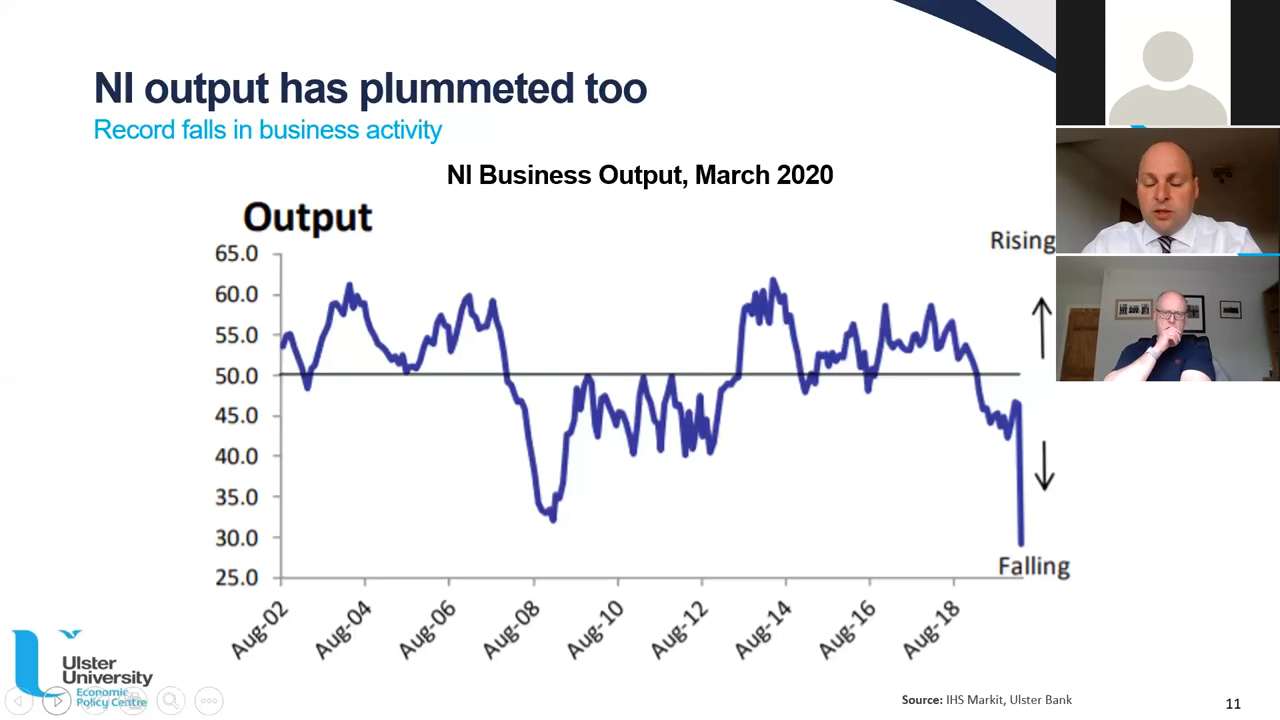 NI output has plummeted too
Record falls in business activity
NI Business Output, March 2020
Output
Rising
65.0
60.0
55.0
50.0
45.0
40.0
35.0
30.0
25.0
Falling
Aug-02
Aug-04
Aug-06
Aug-08
Aug-10
Aug-12
Aug-14
Aug-16
Aug-18
Ulster
University
Economic
Policy Centre
Source: IHS Markit, Ulster Bank
11